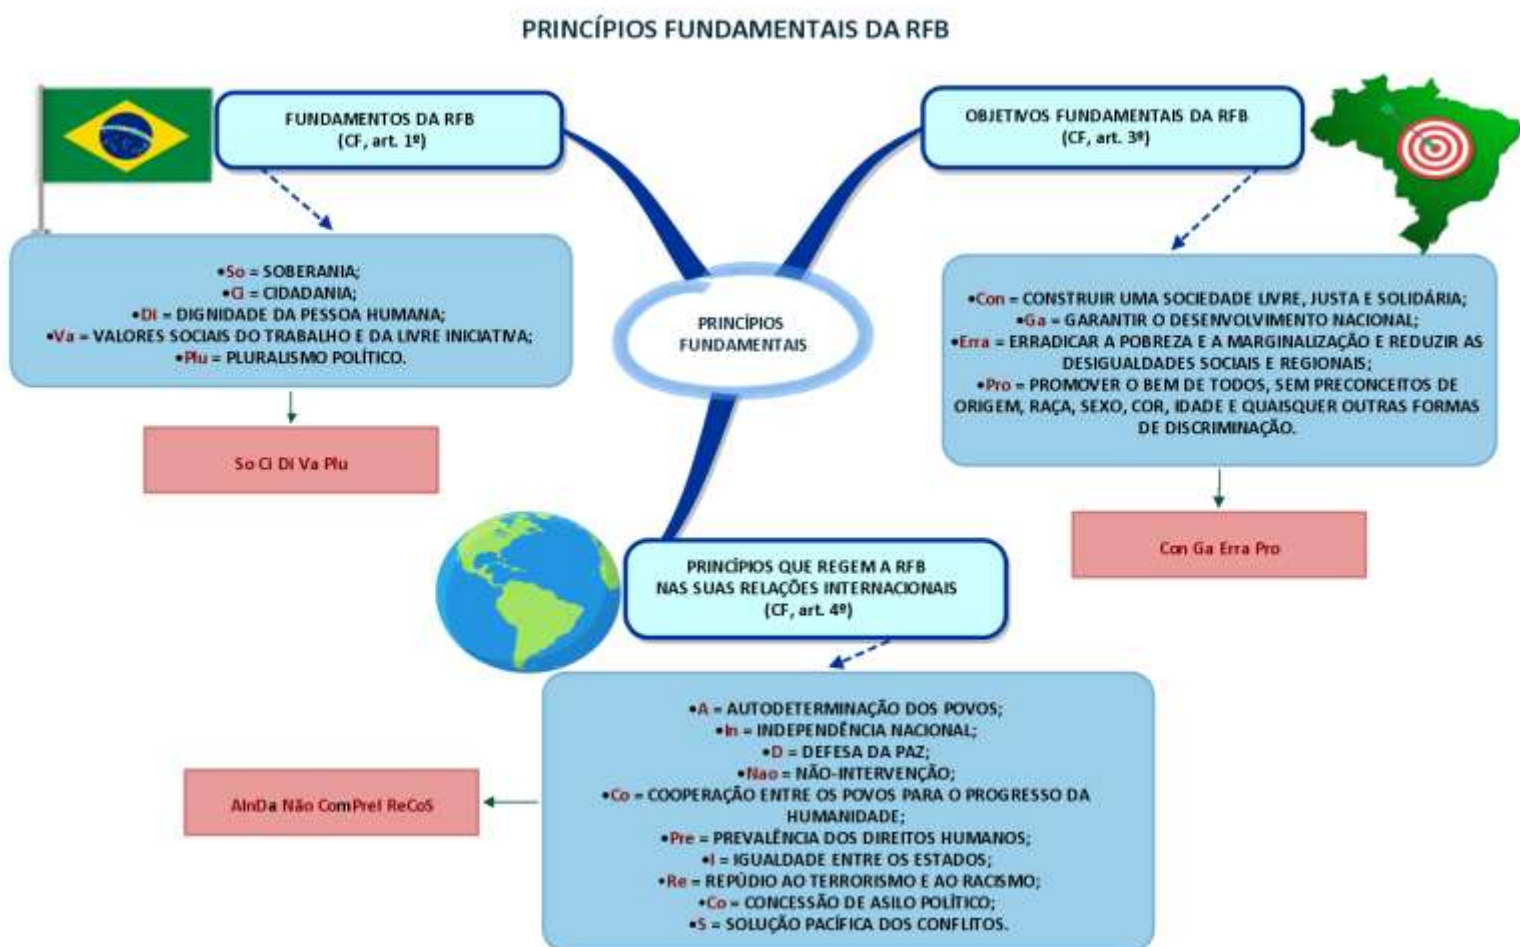 PRINCÍPIOS FUNDAMENTAIS DA RFB
FUNDAMENTOS DA RFB
(CF, art. 1º)
•So = SOBERANIA;
•Ci = CIDADANIA;
•Di = DIGNIDADE DA PESSOA HUMANA;
•Va = VALORES SOCIAIS DO TRABALHO E DA LIVRE INICIATIVA;
•Plu = PLURALISMO POLÍTICO.
So Ci Di Va Plu
PRINCÍPIOS
FUNDAMENTAIS
OBJETIVOS FUNDAMENTAIS DA RFB
(CF, art. 3º)
•Con = CONSTRUIR UMA SOCIEDADE LIVRE, JUSTA E SOLIDÁRIA;
•Ga = GARANTIR O DESENVOLVIMENTO NACIONAL;
•Erra = ERRADICAR A POBREZA E A MARGINALIZAÇÃO E REDUZIR AS
DESIGUALDADES SOCIAIS E REGIONAIS;
•Pro = PROMOVER O BEM DE TODOS, SEM PRECONCEITOS DE
ORIGEM, RAÇA, SEXO, COR, IDADE E QUAISQUER OUTRAS FORMAS
DE DISCRIMINAÇÃO.
Con Ga Erra Pro
PRINCÍPIOS QUE REGEM A RFB
NAS SUAS RELAÇÕES INTERNACIONAIS
(CF, art. 4º)
•A = AUTODETERMINAÇÃO DOS POVOS;
•In = INDEPENDÊNCIA NACIONAL;
•D = DEFESA DA PAZ;
•Nao = NÃO-INTERVENÇÃO;
•Co = COOPERAÇÃO ENTRE OS POVOS PARA O PROGRESSO DA
HUMANIDADE;
•Pre = PREVALÊNCIA DOS DIREITOS HUMANOS;
•I = IGUALDADE ENTRE OS ESTADOS;
•Re = REPÚDIO AO TERRORISMO E AO RACISMO;
•Co = CONCESSÃO DE ASILO POLÍTICO;
•S = SOLUÇÃO PACÍFICA DOS CONFLITOS.
AInDa Não ComPreI ReCoS